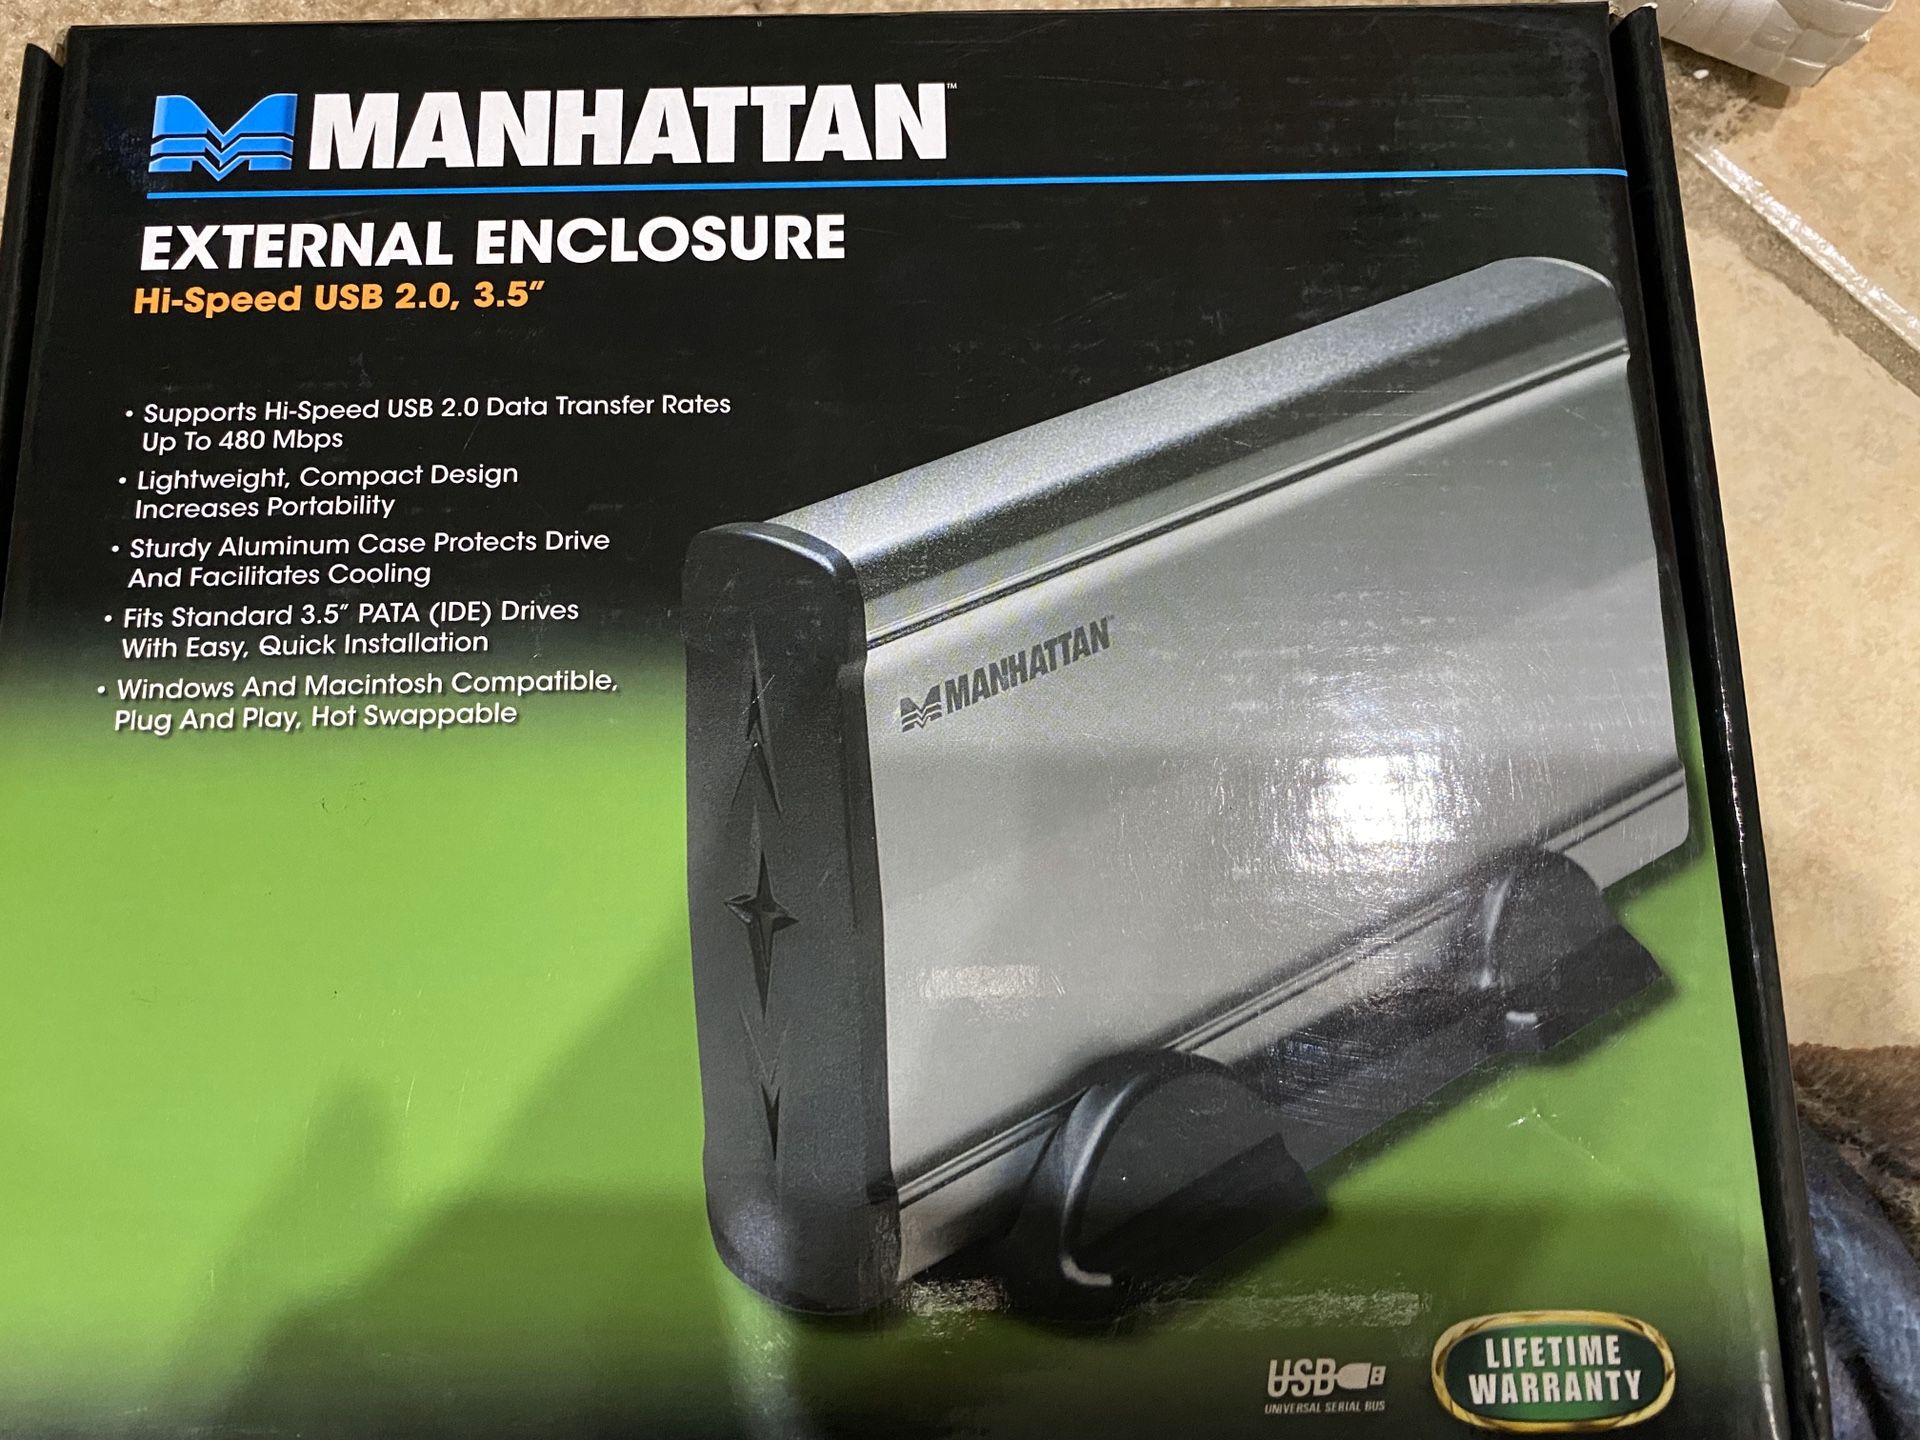 MANHATTAN™
EXTERNAL ENCLOSURE
Hi-Speed USB 2.0, 3.5″
• Supports Hi-Speed USB 2.0 Data Transfer Rates
Up To 480 Mbps
• Lightweight, Compact Design
Increases Portability
• Sturdy Aluminum Case Protects Drive
And Facilitates Cooling
• Fits Standard 3.5″ PATA (IDE) Drives
With Easy, Quick Installation
• Windows And Macintosh Compatible,
Plug And Play, Hot Swappable
MANHATTAN™
USB
UNIVERSAL SERIAL BUS
LIFETIME
WARRANTY